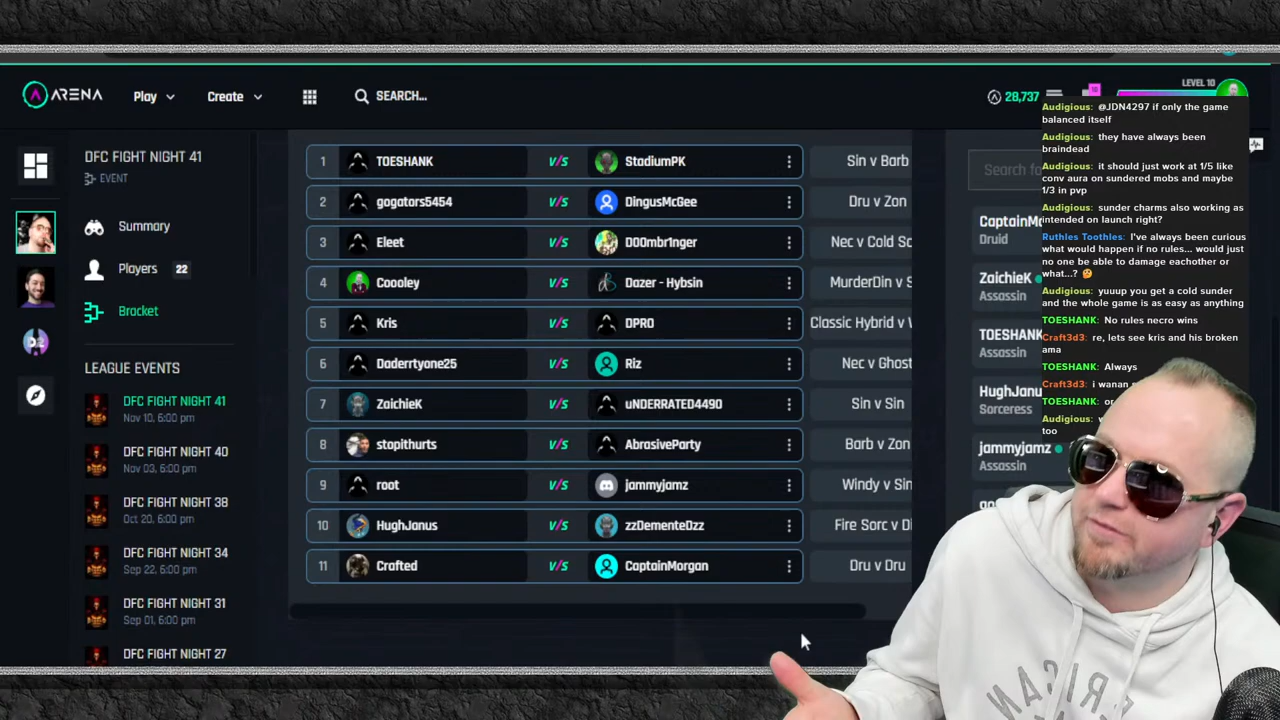 ARENA
Play
Create
SEARCH...
28,737
LEVEL 10
DFC FIGHT NIGHT 41
EVENT
Summary
Players 22
Bracket
LEAGUE EVENTS
DFC FIGHT NIGHT 41
Nov 10, 6:00 pm
DFC FIGHT NIGHT 40
Nov 03, 6:00 pm
DFC FIGHT NIGHT 38
Oct 20, 6:00 pm
DFC FIGHT NIGHT 34
Sep 22, 6:00 pm
DFC FIGHT NIGHT 31
Sep 01, 6:00 pm
DFC FIGHT NIGHT 27
1 TOESHANK V/S StadiumPK Sin v Barb
2 gogators5454 V/S DingusMcGee Dru v Zon
3 Eleet V/S D00mbr1nger Nec v Cold
4 Coooley V/S Dazer - Hybsin MurderDin v
5 Kris V/S DPRO Classic Hybrid v
6 Daderrtyone25 V/S Riz Nec v Ghost
7 ZaichieK V/S uNDERRATED4490 Sin v Sin
8 stopithurts V/S AbrasiveParty Barb v Zon
9 root V/S jammyjamz Windy v Sin
10 HughJanus V/S zzDementeDzz Fire Sorc v
11 Crafted V/S CaptainMorgan Dru v Dru
Search
Druid
ZaichieK
Assassin
TOESHANK
Assassin
HughJanus
Sorceress
jammyjamz
Assassin
Audigious: @JDN4297 if only the game
balanced itself
Audigious: they have always been
braindead
Audigious: it should just work at 1/5 like
conv aura on sundered mobs and maybe
1/3 in pvp
Audigious: sunder charms also working as
intended on launch right?
Ruthles Toothles: I've always been curious
what would happen if no rules... would just
no one be able to damage eachother or
what...? 🤔
Audigious: yuuup you get a cold sunder
and the whole game is as easy as anything
TOESHANK: No rules necro wins
Craft3d3: re, lets see kris and his broken
ama
TOESHANK: Always
Craft3d3: i wanan
TOESHANK: or
Audigious:
too